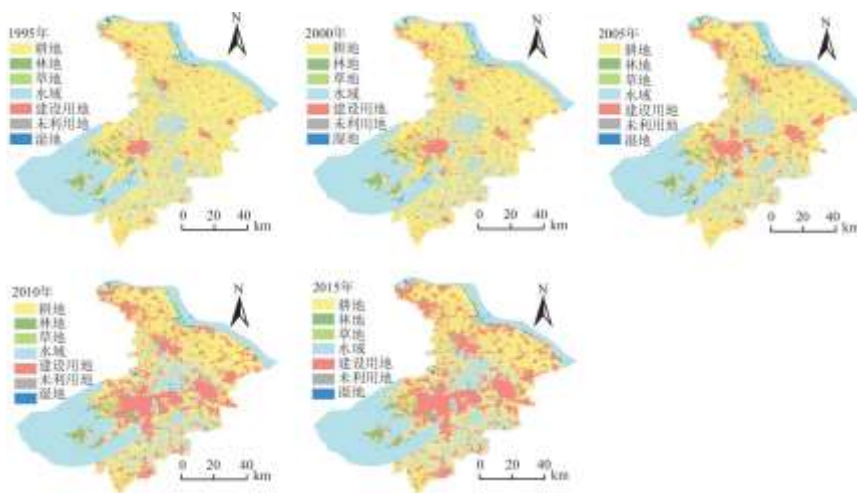 1995年
耕地
林地
草地
水域
建设用地
未利用地
湿地
N
0 20 40
km
2000年
耕地
林地
草地
水域
建设用地
未利用地
湿地
N
0 20 40
km
2005年
耕地
林地
草地
水域
建设用地
未利用地
湿地
N
0 20 40
km
2010年
耕地
林地
草地
水域
建设用地
未利用地
湿地
N
0 20 40
km
2015年
耕地
林地
草地
水域
建设用地
未利用地
湿地
N
0 20 40
km